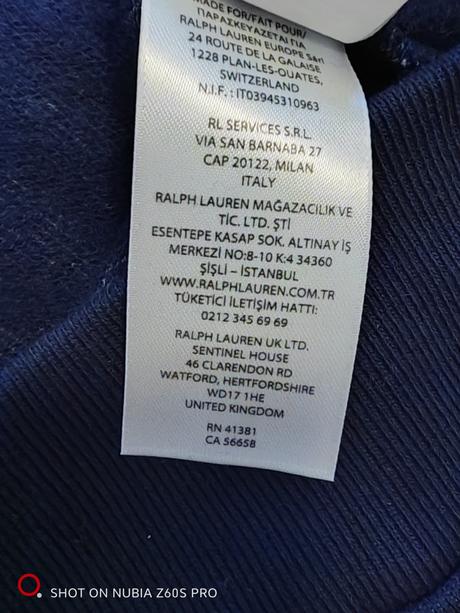 MADE FOR/FAIT POUR/
ΠΑΡΑΣΚΕΥΑΖΕΤΑΙ ΓΙΑ
RALPH LAUREN EUROPE Sàrl
24 ROUTE DE LA GALAISE
1228 PLAN-LES-OUATES,
SWITZERLAND
N.I.F. : IT03945310963
RL SERVICES S.R.L.
VIA SAN BARNABA 27
CAP 20122, MILAN
ITALY
RALPH LAUREN MAĞAZACILIK VE
TİC. LTD. ŞTİ
ESENTEPE KASAP SOK. ALTINAY İŞ
MERKEZİ NO:8-10 K:4 34360
ŞİŞLİ – İSTANBUL
WWW.RALPHLAUREN.COM.TR
TÜKETİCİ İLETİŞİM HATTI:
0212 345 69 69
RALPH LAUREN UK LTD.
SENTINEL HOUSE
46 CLARENDON RD
WATFORD, HERTFORDSHIRE
WD17 1HE
UNITED KINGDOM
RN 41381
CA 56658
SHOT ON NUBIA Z60S PRO